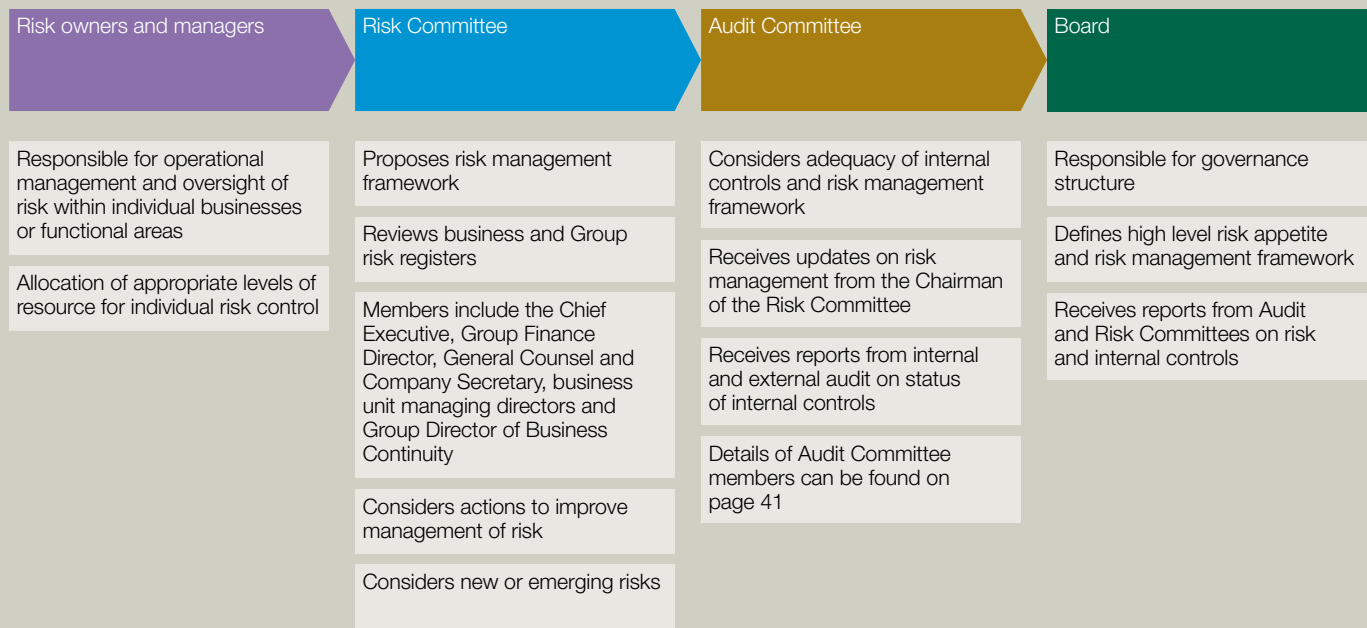 Risk owners and managers
Responsible for operational
management and oversight of
risk within individual businesses
or functional areas
Allocation of appropriate levels of
resource for individual risk control
Risk Committee
Proposes risk management
framework
Reviews business and Group
risk registers
Members include the Chief
Executive, Group Finance
Director, General Counsel and
Company Secretary, business
unit managing directors and
Group Director of Business
Continuity
Considers actions to improve
management of risk
Considers new or emerging risks
Audit Committee
Considers adequacy of internal
controls and risk management
framework
Receives updates on risk
management from the Chairman
of the Risk Committee
Receives reports from internal
and external audit on status
of internal controls
Details of Audit Committee
members can be found on
page 41
Board
Responsible for governance
structure
Defines high level risk appetite
and risk management framework
Receives reports from Audit
and Risk Committees on risk
and internal controls